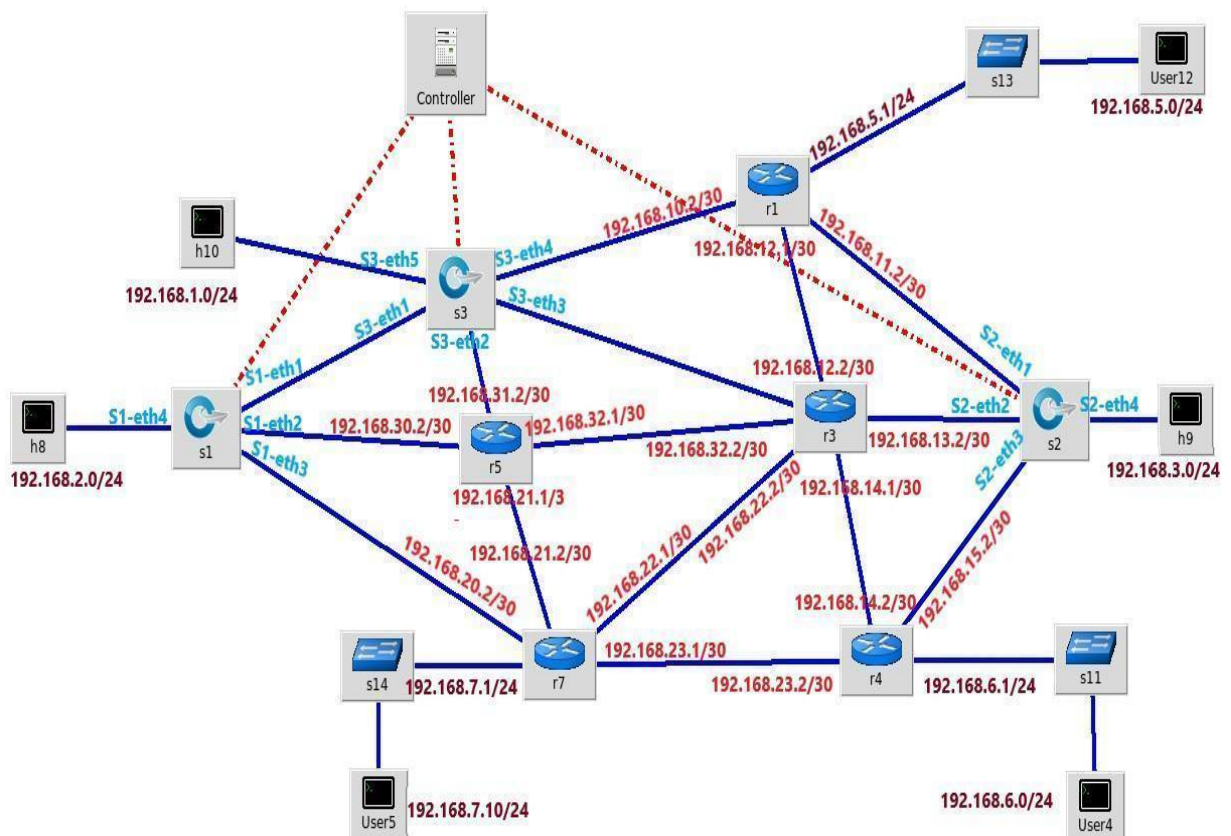 Controller
s13
User12
192.168.5.0/24
192.168.5.1/24
r1
192.168.10.2/30
192.168.12.1/30
192.168.11.2/30
h10
192.168.1.0/24
S3-eth5
S3-eth4
S3-eth3
s3
S3-eth1
S3-eth2
S1-eth1
S2-eth1
h8
192.168.2.0/24
S1-eth4
s1
S1-eth2
S1-eth3
192.168.31.2/30
192.168.30.2/30
192.168.32.1/30
r5
192.168.32.2/30
192.168.12.2/30
r3
S2-eth2
192.168.13.2/30
s2
S2-eth4
S2-eth3
h9
192.168.3.0/24
192.168.21.1/3
192.168.21.2/30
192.168.20.2/30
192.168.22.2/30
192.168.22.1/30
192.168.14.1/30
192.168.15.2/30
192.168.14.2/30
s14
192.168.7.1/24
r7
192.168.23.1/30
192.168.23.2/30
r4
192.168.6.1/24
s11
User5
192.168.7.10/24
192.168.6.0/24
User4